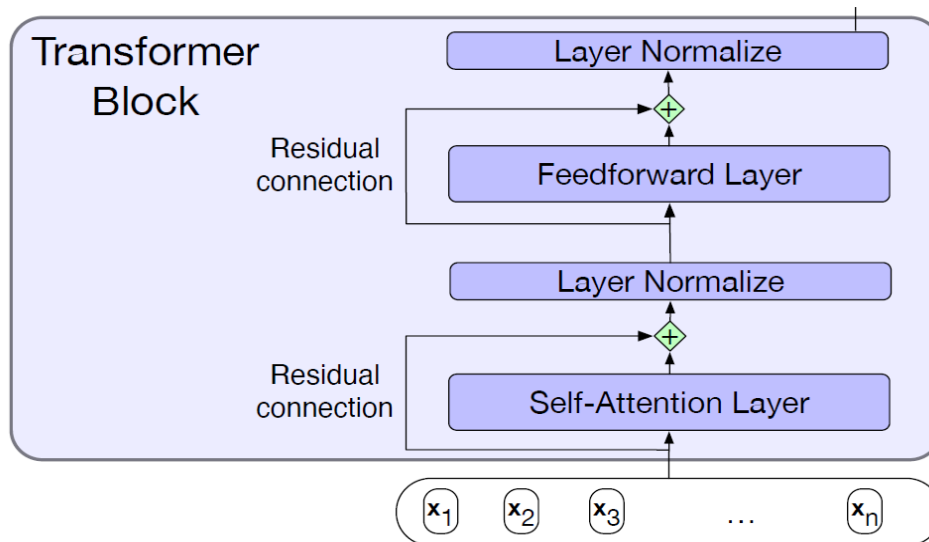 Transformer
Block
Layer Normalize
+
Residual
connection
Feedforward Layer
Layer Normalize
+
Residual
connection
Self-Attention Layer
x1 x2 x3 ... xn